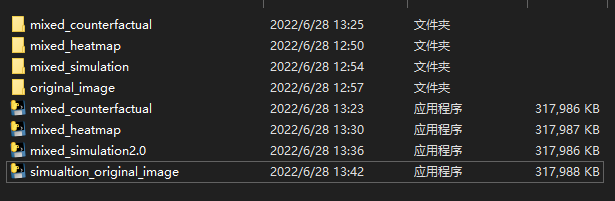 mixed_counterfactual 2022/6/28 13:25 文件夹
mixed_heatmap 2022/6/28 12:50 文件夹
mixed_simulation 2022/6/28 12:54 文件夹
original_image 2022/6/28 12:57 文件夹
mixed_counterfactual 2022/6/28 13:23 应用程序 317,986 KB
mixed_heatmap 2022/6/28 13:30 应用程序 317,987 KB
mixed_simulation2.0 2022/6/28 13:36 应用程序 317,986 KB
simualtion_original_image 2022/6/28 13:42 应用程序 317,988 KB